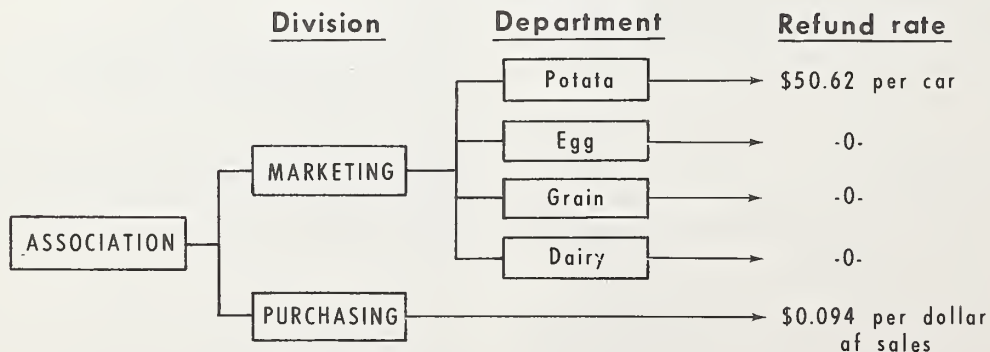 Division Department Refund rate
Potata $50.62 per car
Egg -0-
MARKETING
Grain -0-
ASSOCIATION
Dairy -0-
PURCHASING $0.094 per dollar
af sales